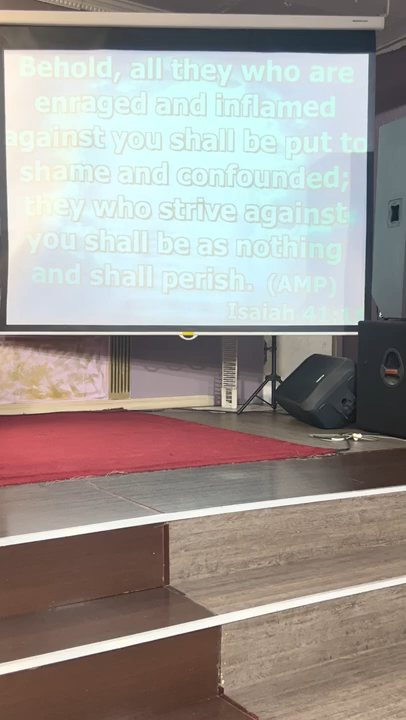 Behold, all they who are
enraged and inflamed
against you shall be put to
shame and confounded;
they who strive against
you shall be as nothing
and shall perish. (AMP)
Isaiah 41: